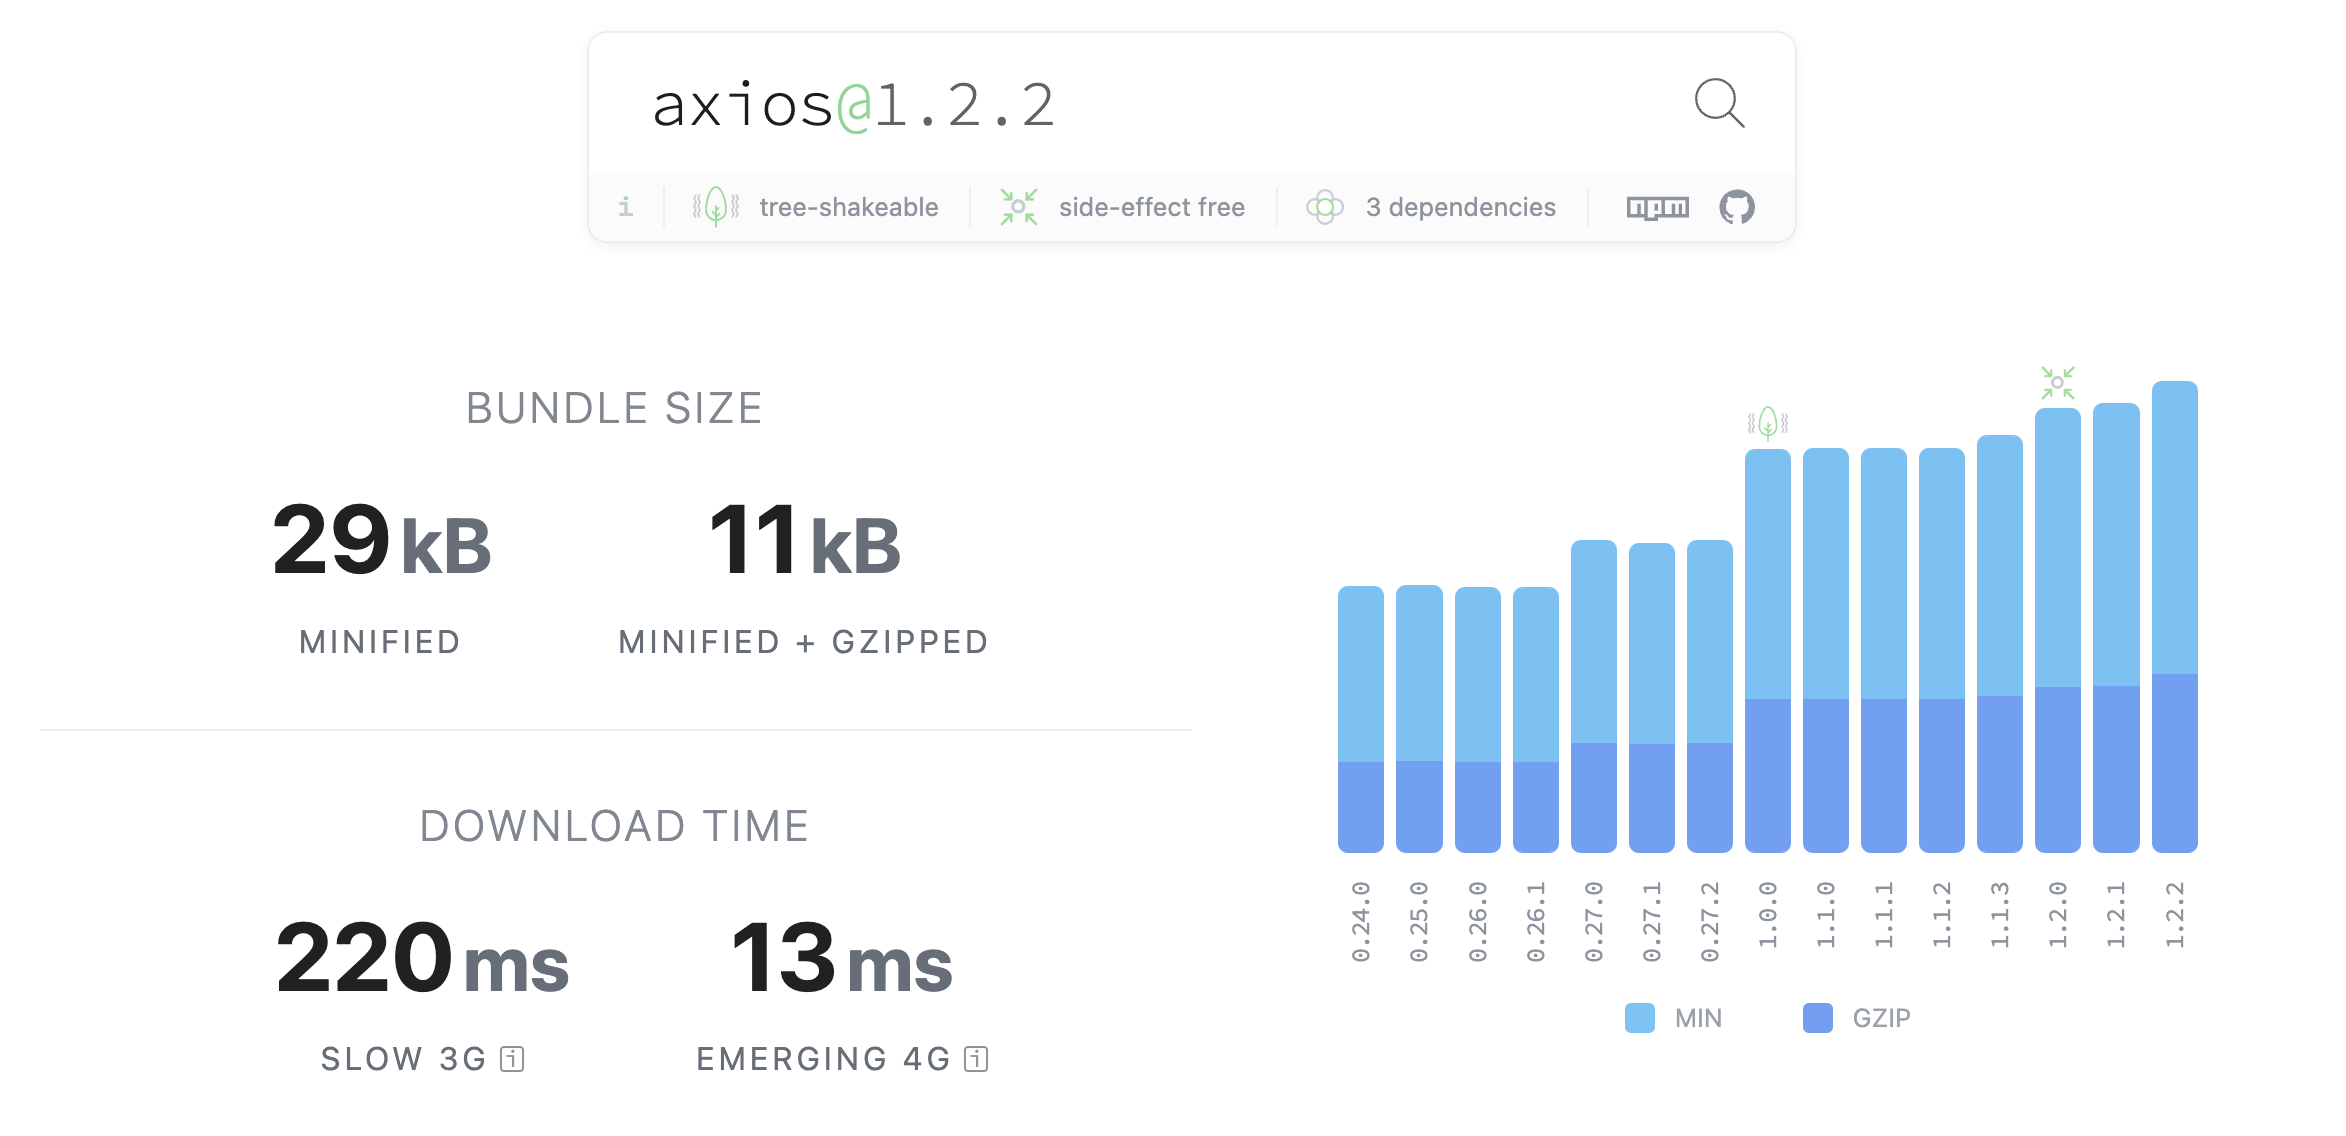 axios@1.2.2
i
tree-shakeable
side-effect free
3 dependencies
npm
BUNDLE SIZE
29 kB
11 kB
MINIFIED
MINIFIED + GZIPPED
DOWNLOAD TIME
220 ms
13 ms
SLOW 3G i
EMERGING 4G i
0.24.0
0.25.0
0.26.0
0.26.1
0.27.0
0.27.1
0.27.2
1.0.0
1.1.0
1.1.1
1.1.2
1.1.3
1.2.0
1.2.1
1.2.2
MIN
GZIP